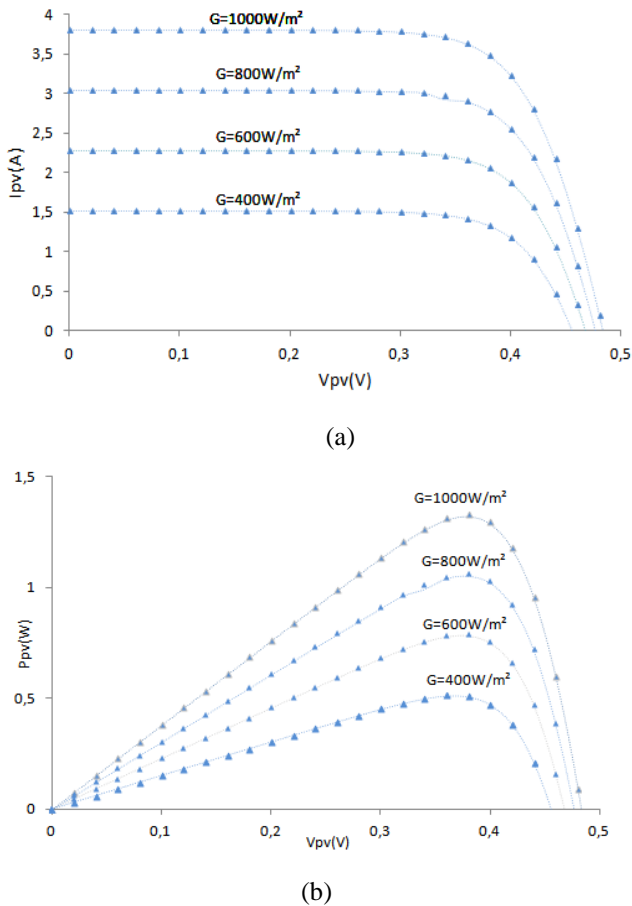 4
3,5
3
2,5
2
1,5
1
0,5
0
Ipv(A)
G=1000W/m²
G=800W/m²
G=600W/m²
G=400W/m²
0 0,1 0,2 0,3 0,4 0,5
Vpv(V)
(a)
1,5
1
0,5
0
Ppv(W)
G=1000W/m²
G=800W/m²
G=600W/m²
G=400W/m²
0 0,1 0,2 0,3 0,4 0,5
Vpv(V)
(b)